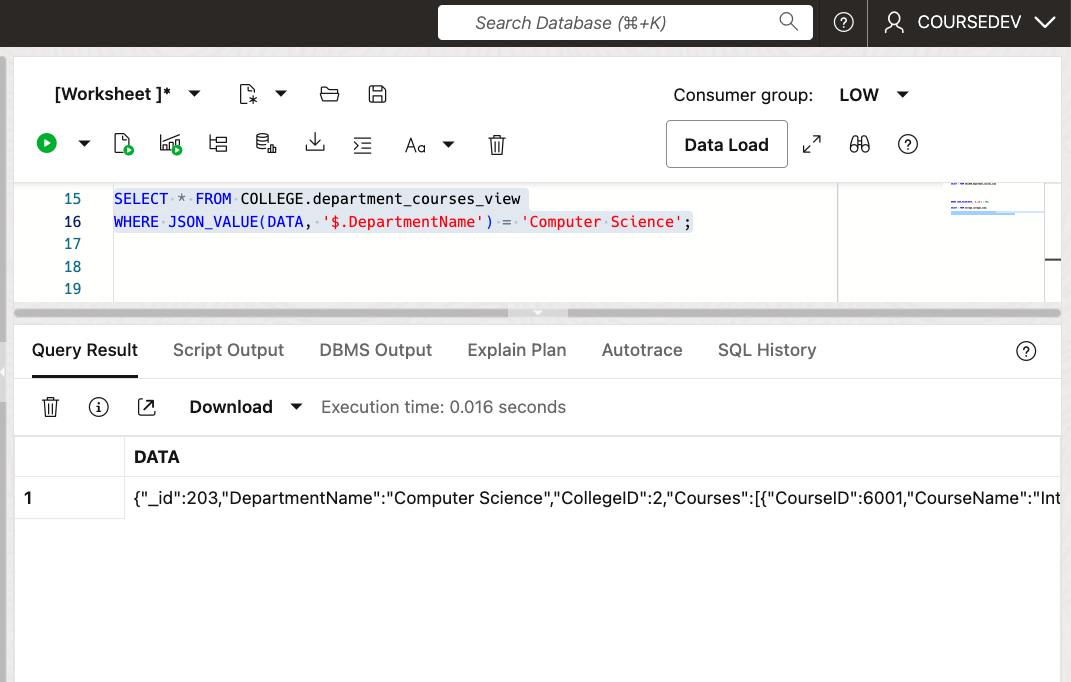 Search Database (⌘+K)
COURSEDEV
[Worksheet ]*
Consumer group: LOW
Aa
Data Load
15 SELECT * FROM COLLEGE.department_courses_view
16 WHERE JSON_VALUE(DATA, '$.DepartmentName') = 'Computer Science';
17
18
19
Query Result Script Output DBMS Output Explain Plan Autotrace SQL History
Download Execution time: 0.016 seconds
DATA
1 {"_id":203,"DepartmentName":"Computer Science","CollegeID":2,"Courses":[{"CourseID":6001,"CourseName":"Int